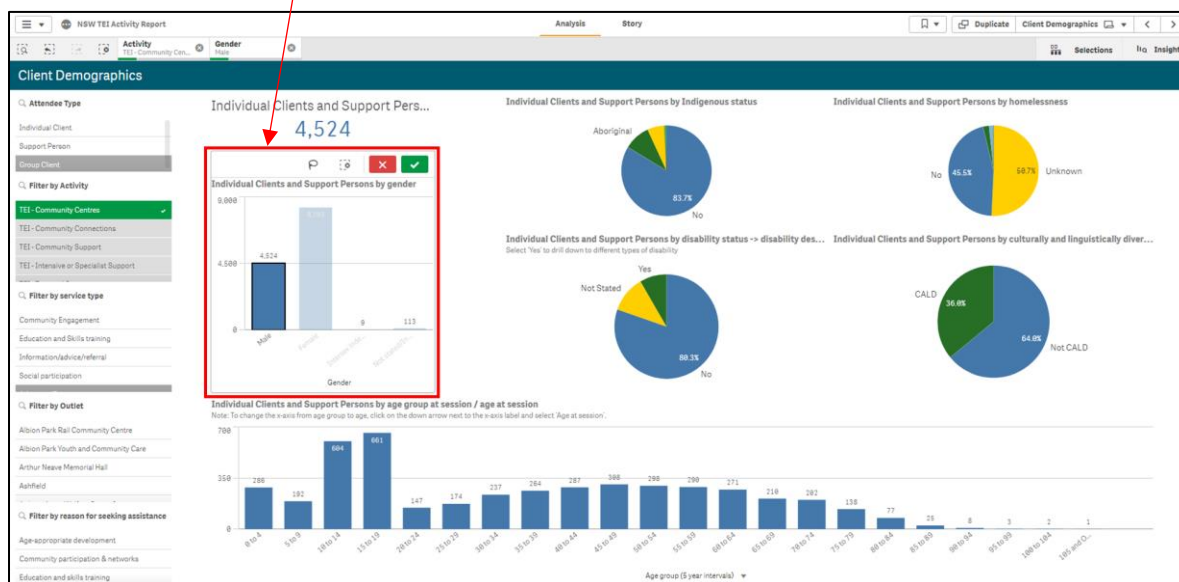 NSW TEI Activity Report
Analysis
Story
Duplicate
Client Demographics
Activity
TEI - Community Cen...
Gender
Male
Selections
Insight
Client Demographics
Attendee Type
Individual Client
Support Person
Group Client
Filter by Activity
TEI - Community Centres
TEI - Community Connections
TEI - Community Support
TEI - Intensive or Specialist Support
Filter by service type
Community Engagement
Education and Skills training
Information/advice/referral
Social participation
Filter by Outlet
Albion Park Rail Community Centre
Albion Park Youth and Community Care
Arthur Neave Memorial Hall
Ashfield
Filter by reason for seeking assistance
Age-appropriate development
Community participation & networks
Education and skills training
Individual Clients and Support Pers...
4,524
Individual Clients and Support Persons by gender
9,000
4,500
0
4,524
0
113
Male
Female
Gender
Individual Clients and Support Persons by Indigenous status
Aboriginal
83.7%
No
Individual Clients and Support Persons by homelessness
No
45.5%
50.7%
Unknown
Individual Clients and Support Persons by disability status -> disability des...
Select 'Yes' to drill down to different types of disability
Yes
Not Stated
80.3%
No
Individual Clients and Support Persons by culturally and linguistically diver...
CALD
36.0%
64.0%
Not CALD
Individual Clients and Support Persons by age group at session / age at session
Note: To change the x-axis from age group to age, click on the down arrow next to the x-axis label and select 'Age at session'.
700
350
0
604
661
147
174
237
264
287
308
298
290
271
210
202
138
77
25
8
3
2
1
0 to 4
5 to 9
10 to 14
15 to 19
20 to 24
25 to 29
30 to 34
35 to 39
40 to 44
45 to 49
50 to 54
55 to 59
60 to 64
65 to 69
70 to 74
75 to 79
80 to 84
85 to 89
90 to 94
95 to 99
100 to 104
105 and O...
Age group (5 year intervals)